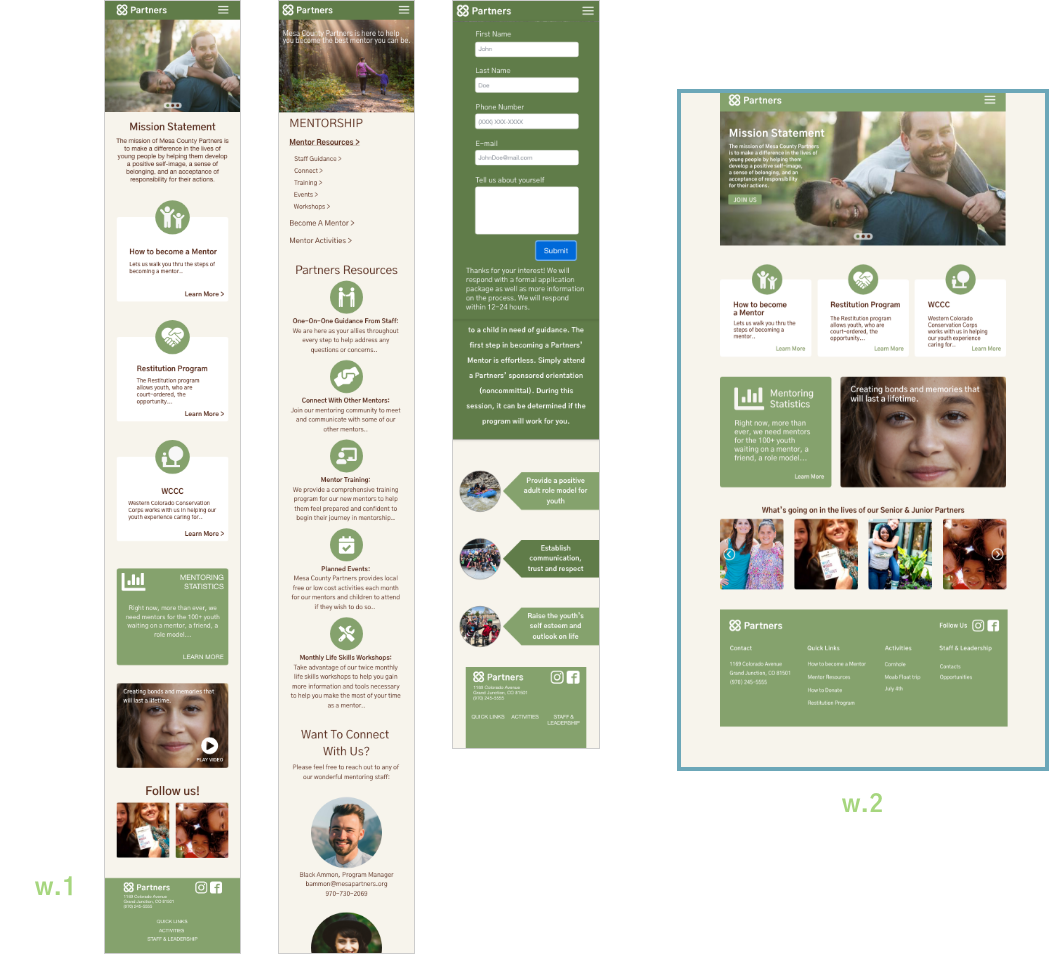 Partners
Mission Statement
The mission of Mesa County Partners is
to make a difference in the lives of
young people by helping them develop
a positive self-image, a sense of
belonging, and an acceptance of
responsibility for their actions.
How to become a Mentor
Lets us walk you thru the steps of
becoming a mentor..
Learn More >
Restitution Program
The Restitution program
allows youth, who are
court-ordered, the
opportunity...
Learn More >
WCCC
Western Colorado Conservation
Corps works with us in helping our
youth experience caring for..
Learn More >
MENTORING
STATISTICS
Right now, more than ever, we
need mentors for the 100+ youth
waiting on a mentor, a friend, a
role model...
LEARN MORE
Creating bonds and memories that
will last a lifetime.
PLAY VIDEO
Follow us!
Partners
1169 Colorado Avenue
Grand Junction, CO 81501
(970) 245-5555
QUICK LINKS
ACTIVITIES
STAFF & LEADERSHIP
w.1
Partners
Mesa County Partners is here to help
you become the best mentor you can be.
MENTORSHIP
Mentor Resources >
Staff Guidance >
Connect >
Training >
Events >
Workshops >
Become A Mentor >
Mentor Activities >
Partners Resources
One-On-One Guidance From Staff:
We are here as your allies throughout
every step to help address any
questions or concerns..
Connect With Other Mentors:
Join our mentoring community to meet
and communicate with some of our
other mentors..
Mentor Training:
We provide a comprehensive training
program for our new mentors to help
them feel prepared and confident to
begin their journey in mentorship...
Planned Events:
Mesa County Partners provides local
free or low cost activities each month
for our mentors and children to attend
if they wish to do so..
Monthly Life Skills Workshops:
Take advantage of our twice monthly
life skills workshops to help you gain
more information and tools necessary
to help you make the most of your time
as a mentor..
Want To Connect
With Us?
Please feel free to reach out to any of
our wonderful mentoring staff!
Black Ammon, Program Manager
bammon@mesapartners.org
970-730-2069
Partners
First Name
John
Last Name
Doe
Phone Number
(XXX) XXX-XXXX
E-mail
JohnDoe@mail.com
Tell us about yourself
Submit
Thanks for your interest! We will
respond with a formal application
package as well as more information
on the process. We will respond
within 12-24 hours.
to a child in need of guidance. The
first step in becoming a Partners'
Mentor is effortless. Simply attend
a Partners' sponsored orientation
(noncommittal). During this
session, it can be determined if the
program will work for you.
Provide a positive
adult role model for
youth
Establish
communication,
trust and respect
Raise the youth's
self esteem and
outlook on life
Partners
1169 Colorado Avenue
Grand Junction, CO 81501
(970) 245-5555
QUICK LINKS ACTIVITIES STAFF &
LEADERSHIP
Partners
Mission Statement
The mission of Mesa County Partners
is to make a difference in the lives of
young people by helping them
develop a positive self-image,
a sense of belonging, and an
acceptance of responsibility
for their actions.
JOIN US
How to become
a Mentor
Lets us walk you thru the
steps of becoming a
mentor..
Learn More
Restitution Program
The Restitution program
allows youth, who are
court-ordered, the
opportunity...
Learn More
WCCC
Western Colorado
Conservation Corps
works with us in helping
our youth experience
caring for..
Learn More
Mentoring
Statistics
Right now, more than
ever, we need mentors
for the 100+ youth
waiting on a mentor, a
friend, a role model...
Learn More
Creating bonds and memories that
will last a lifetime.
What's going on in the lives of our Senior & Junior Partners
Partners
Follow Us
Contact
1169 Colorado Avenue
Grand Junction, CO 81501
(970) 245-5555
Quick Links
How to become a Mentor
Mentor Resources
How to Donate
Restitution Program
Activities
Cornhole
Moab Float trip
July 4th
Staff & Leadership
Contacts
Opportunities
w.2